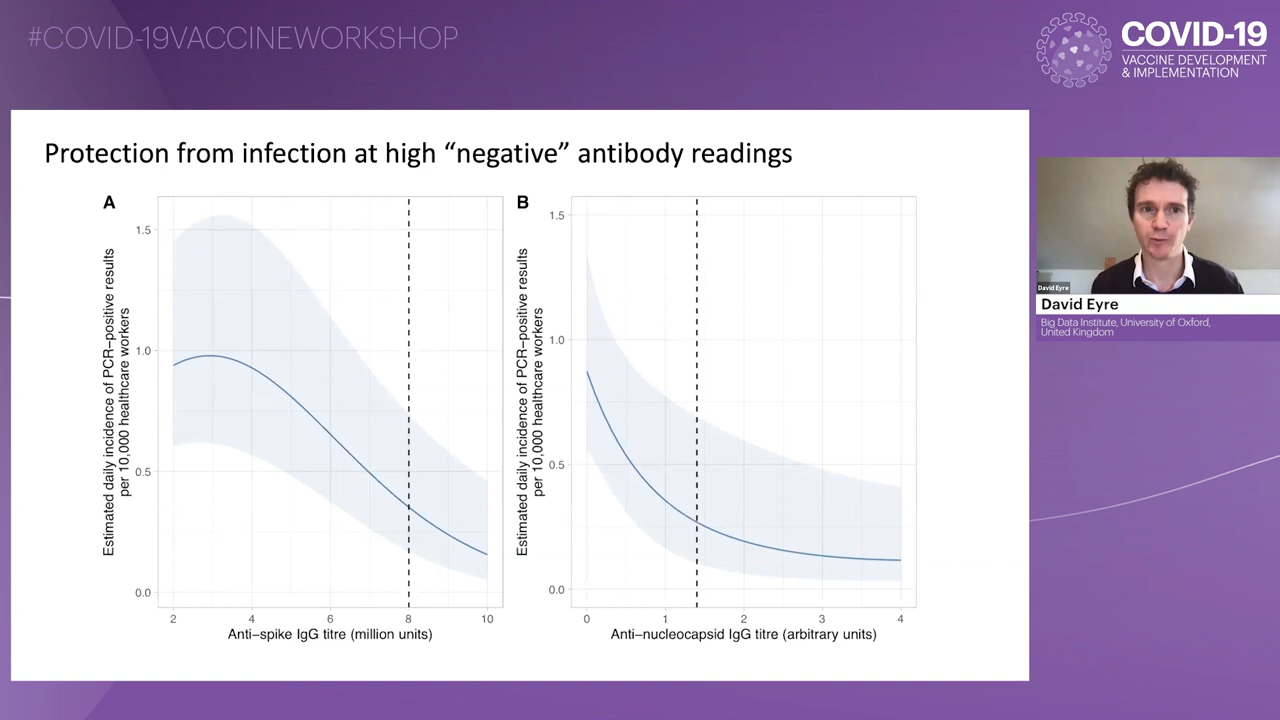 #COVID-19VACCINEWORKSHOP
COVID-19
VACCINE DEVELOPMENT
& IMPLEMENTATION
Protection from infection at high “negative” antibody readings
A
Estimated daily incidence of PCR−positive results
per 10,000 healthcare workers
1.5
1.0
0.5
0.0
2 4 6 8 10
Anti−spike IgG titre (million units)
B
Estimated daily incidence of PCR−positive results
per 10,000 healthcare workers
1.5
1.0
0.5
0.0
0 1 2 3 4
Anti−nucleocapsid IgG titre (arbitrary units)
David Eyre
David Eyre
Big Data Institute, University of Oxford,
United Kingdom